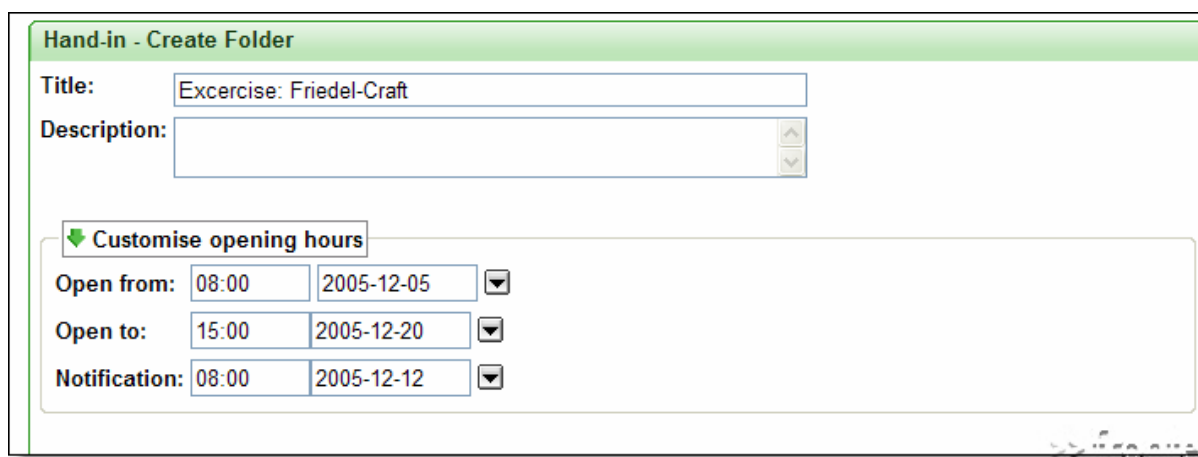 Hand-in - Create Folder
Title: Excercise: Friedel-Craft
Description:
Customise opening hours
Open from: 08:00 2005-12-05
Open to: 15:00 2005-12-20
Notification: 08:00 2005-12-12